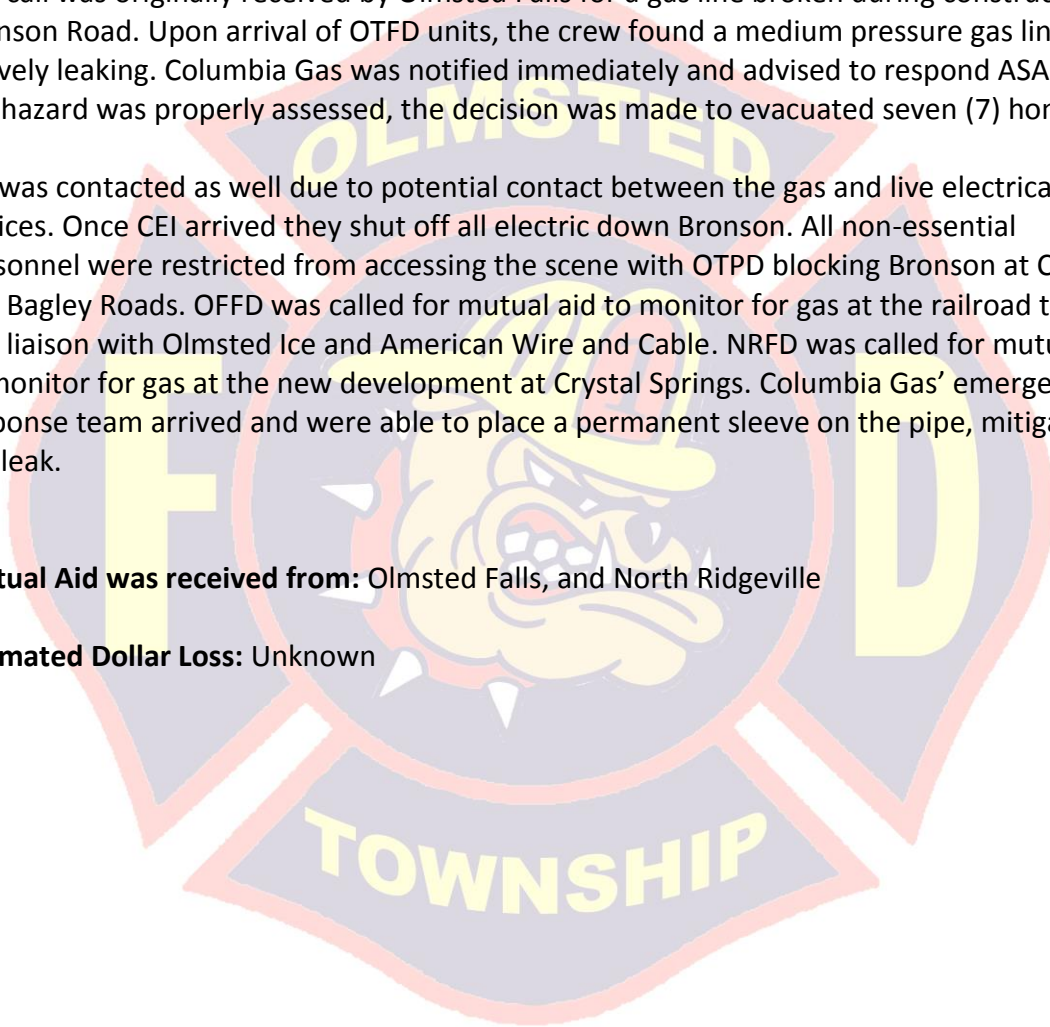 call was originally received by Olmsted Falls for a gas line broken during
Road. Upon arrival of OTFD units, the crew found a medium pressure gas
leaking. Columbia Gas was notified immediately and advised to respond
hazard was properly assessed, the decision was made to evacuated seven (7)
was contacted as well due to potential contact between the gas and live
Once CEI arrived they shut off all electric down Bronson. All non-essential
were restricted from accessing the scene with OTPD blocking Bronson at
Bagley Roads. OFFD was called for mutual aid to monitor for gas at the railroad
liaison with Olmsted Ice and American Wire and Cable. NRFD was called for
monitor for gas at the new development at Crystal Springs. Columbia Gas’
team arrived and were able to place a permanent sleeve on the pipe,
leak.
Aid was received from: Olmsted Falls, and North Ridgeville
Dollar Loss: Unknown
OLMSTED
F D
TOWNSHIP